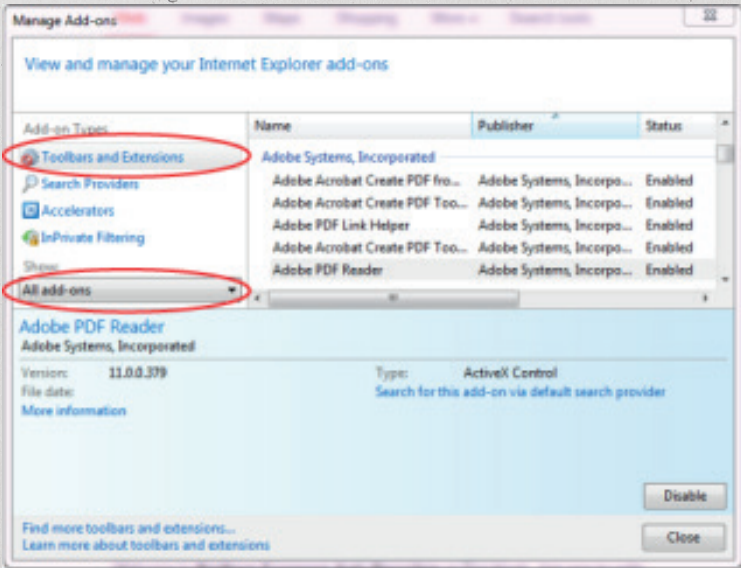 Manage Add-ons
View and manage your Internet Explorer add-ons
Add-on Types
Toolbars and Extensions
Search Providers
Accelerators
InPrivate Filtering
Show:
All add-ons
Name Publisher Status
Adobe Systems, Incorporated
Adobe Acrobat Create PDF fro... Adobe Systems, Incorpo... Enabled
Adobe Acrobat Create PDF Too... Adobe Systems, Incorpo... Enabled
Adobe PDF Link Helper Adobe Systems, Incorpo... Enabled
Adobe Acrobat Create PDF Too... Adobe Systems, Incorpo... Enabled
Adobe PDF Reader Adobe Systems, Incorpo... Enabled
Adobe PDF Reader
Adobe Systems, Incorporated
Version: 11.0.0.379 Type: ActiveX Control
File date: Search for this add-on via default search provider
More information
Disable
Find more toolbars and extensions...
Learn more about toolbars and extensions
Close